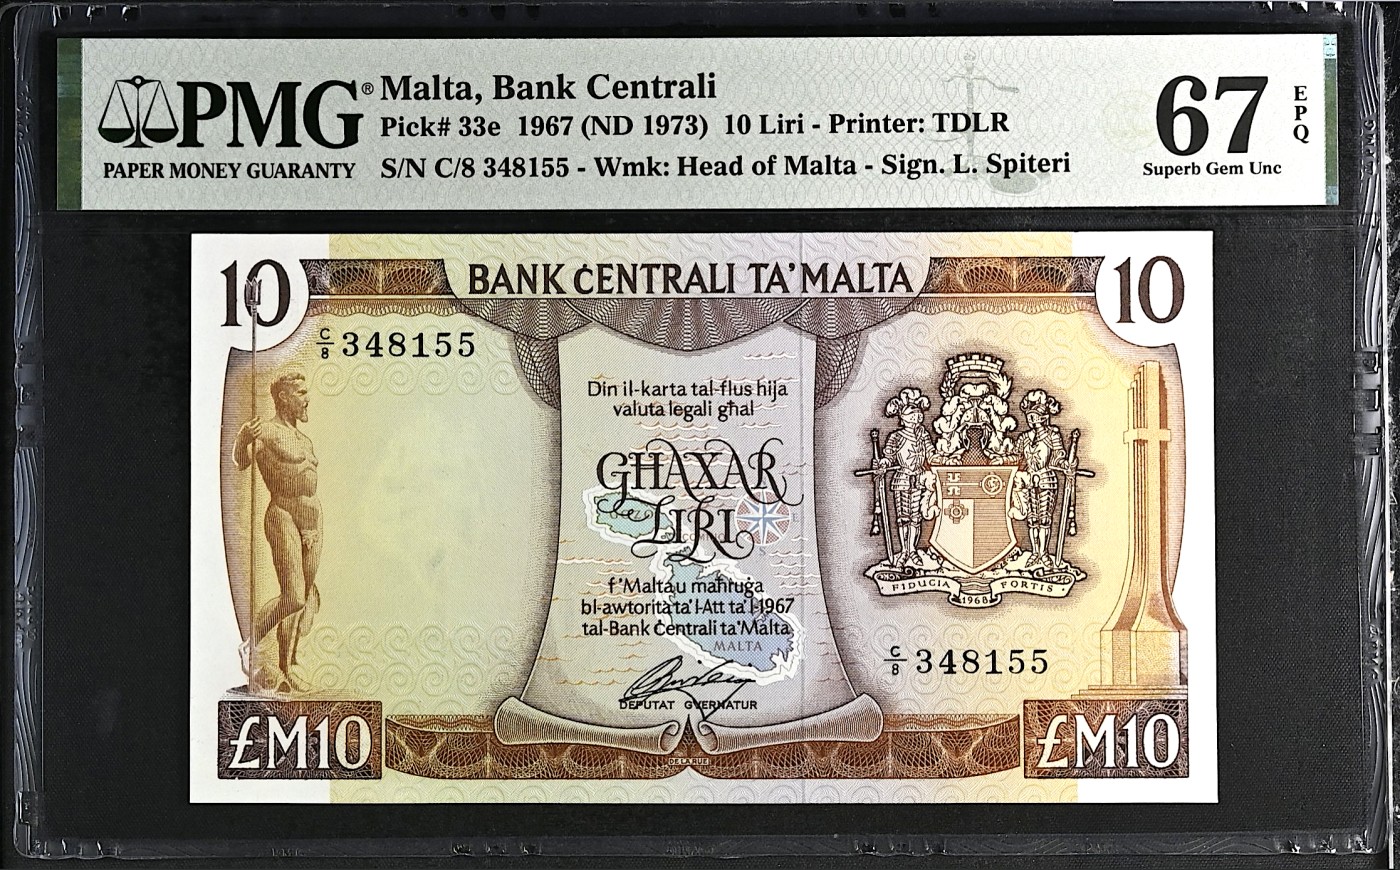 PMG®
PAPER MONEY GUARANTY
Malta, Bank Centrali
Pick# 33e 1967 (ND 1973) 10 Liri - Printer: TDLR
S/N C/8 348155 - Wmk: Head of Malta - Sign. L. Spiteri
67
EPQ
Superb Gem Unc
10
BANK ĊENTRALI TA' MALTA
10
C/8 348155
Din il-karta tal-flus hija
valuta legali għal
GĦAXAR
LIRI
f'Malta u maħruġa
bl-awtorità ta' l-Att ta' l-1967
tal-Bank Ċentrali ta' Malta
MALTA
FIDUCIA FORTIS
1968
C/8 348155
DEPUTAT GVERNATUR
£M10
DE LA RUE
£M10